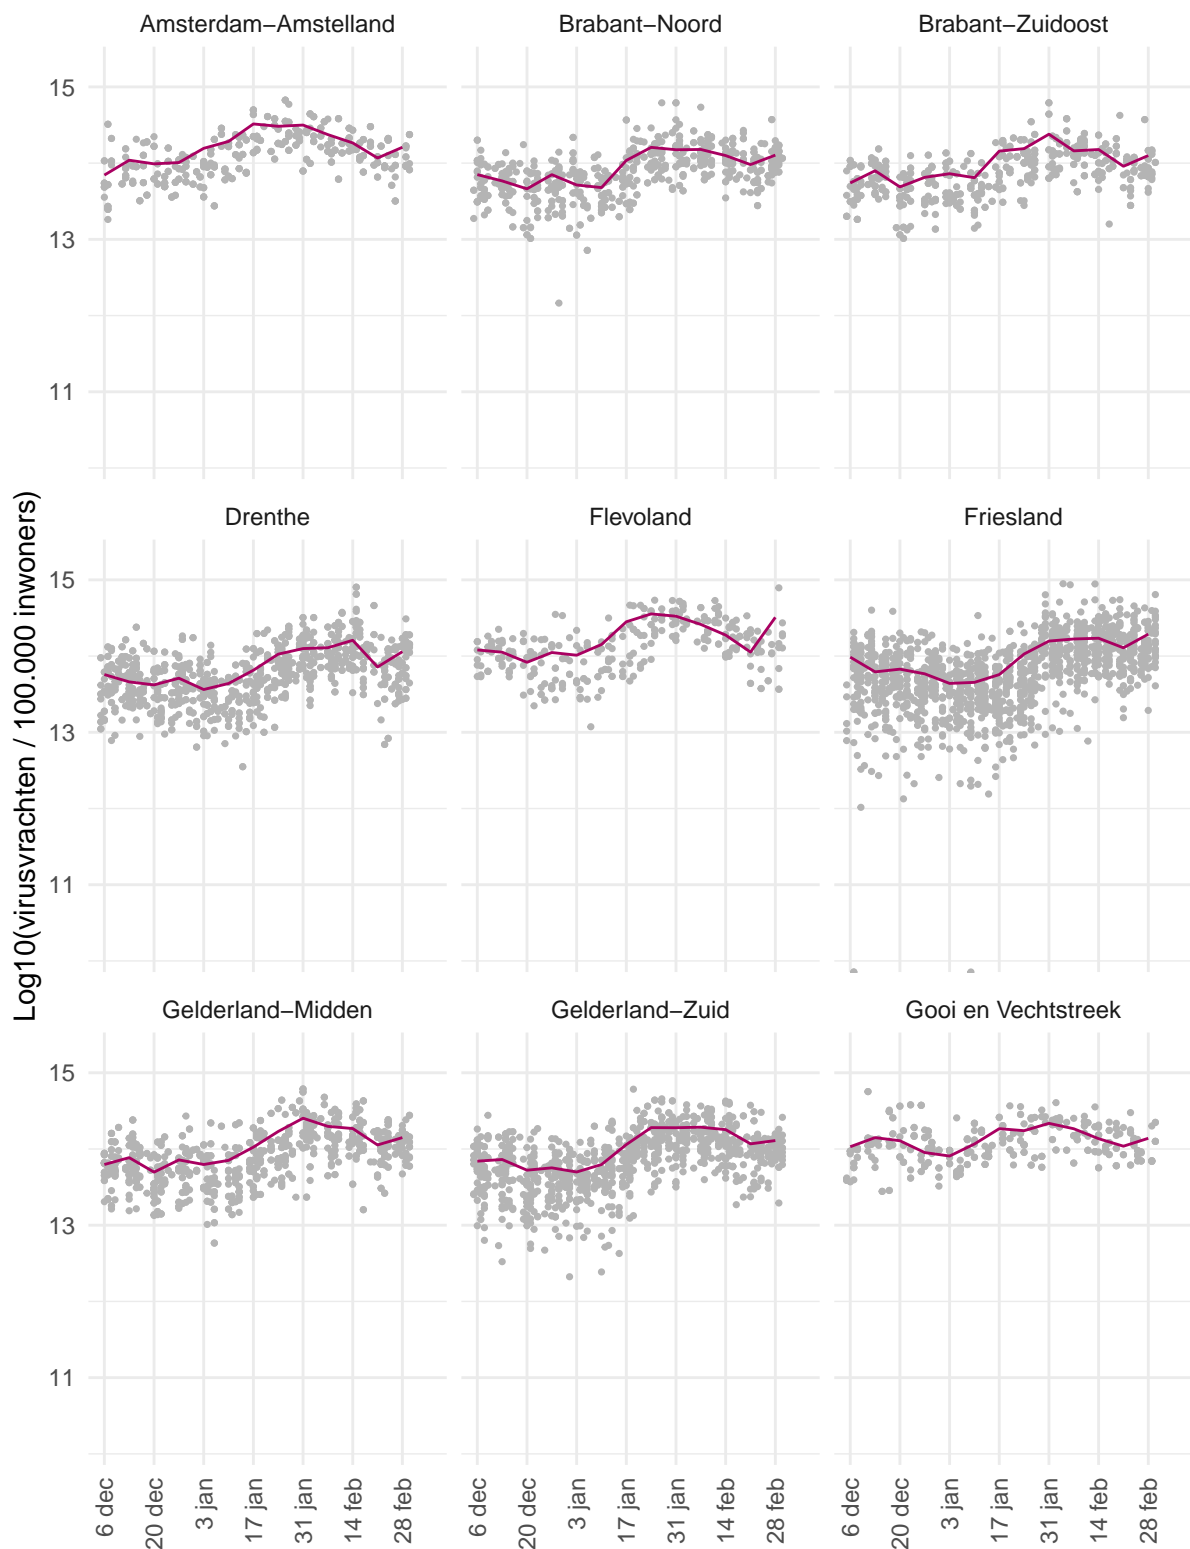 Amsterdam−Amstelland Brabant−Noord Brabant−Zuidoost
15
13
11
Drenthe Flevoland Friesland
15
13
11
Log10(virusvrachten / 100.000 inwoners)
Gelderland−Midden Gelderland−Zuid Gooi en Vechtstreek
15
13
11
6 dec 20 dec 3 jan 17 jan 31 jan 14 feb 28 feb 6 dec 20 dec 3 jan 17 jan 31 jan 14 feb 28 feb 6 dec 20 dec 3 jan 17 jan 31 jan 14 feb 28 feb